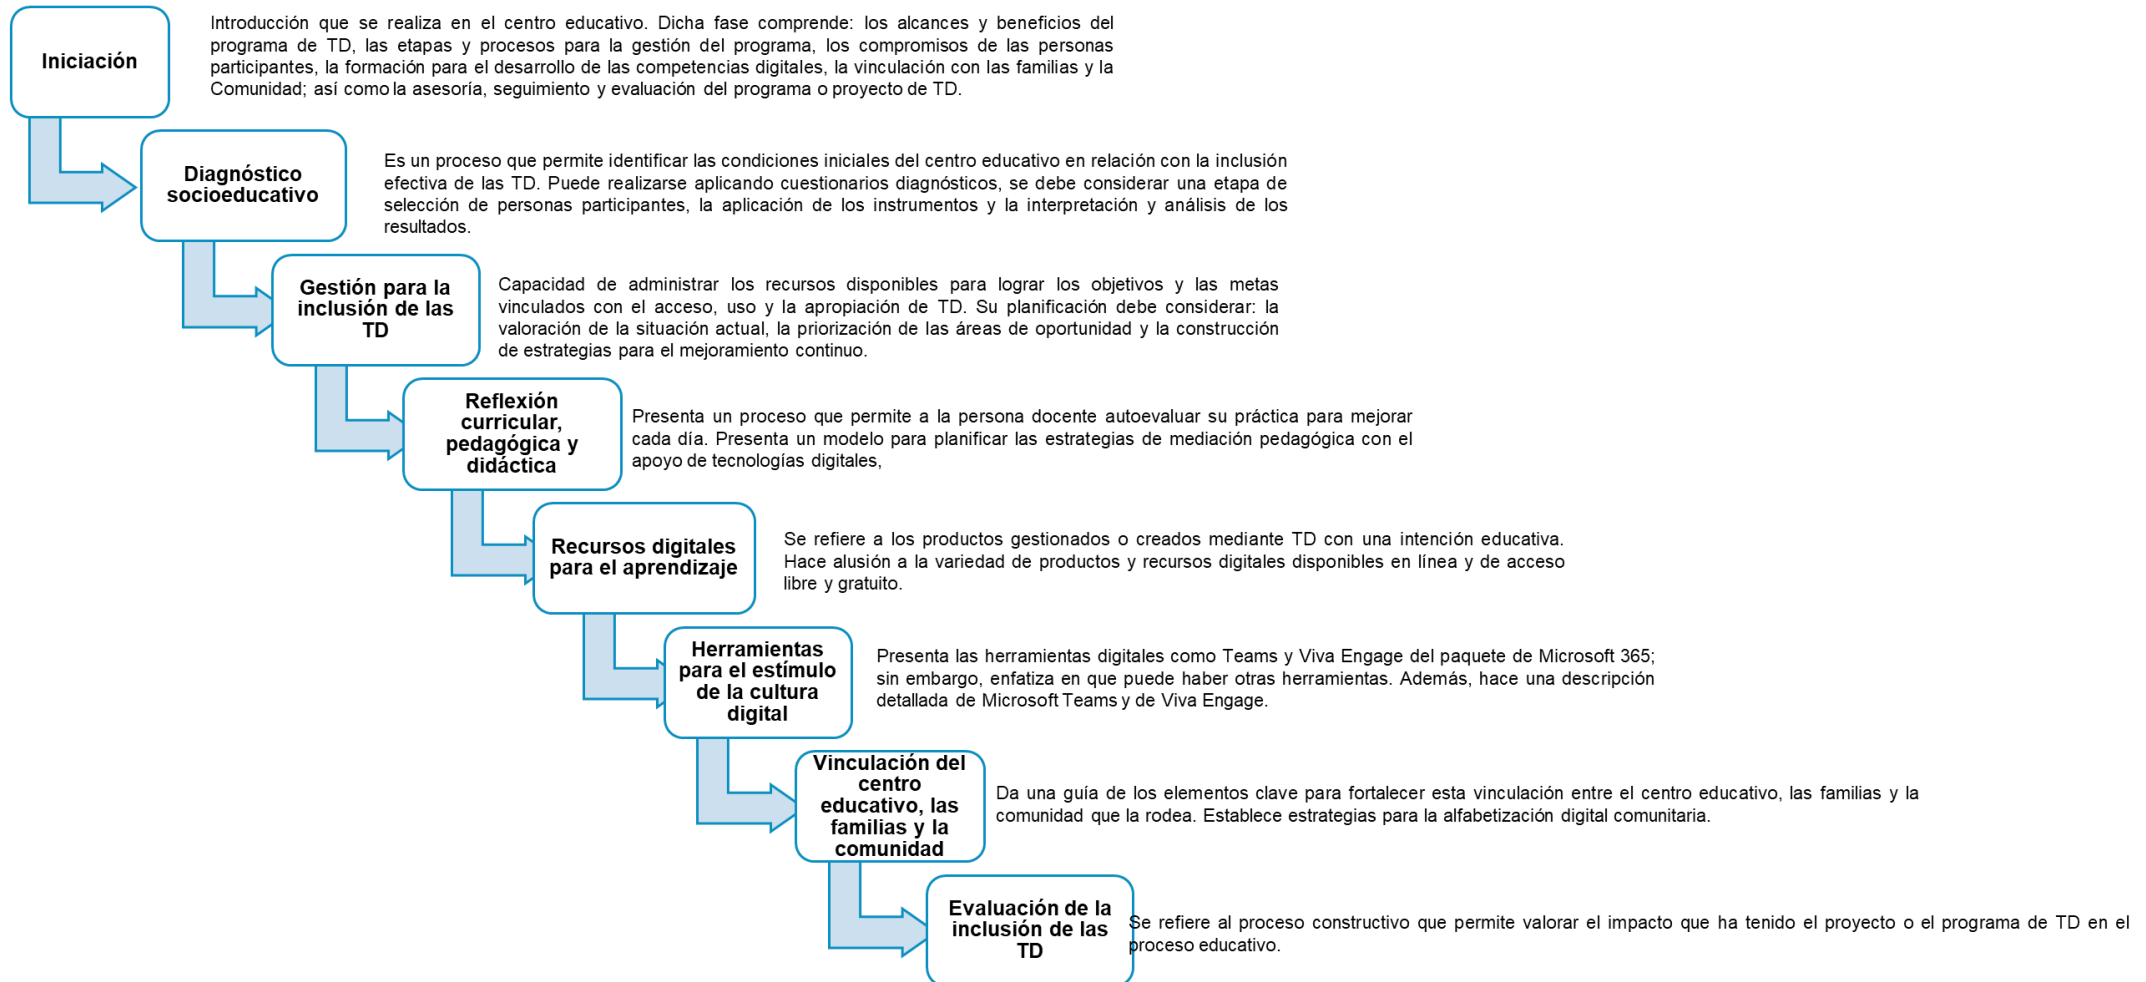 Iniciación
Introducción que se realiza en el centro educativo. Dicha fase comprende: los alcances y beneficios del
programa de TD, las etapas y procesos para la gestión del programa, los compromisos de las personas
participantes, la formación para el desarrollo de las competencias digitales, la vinculación con las familias y la
Comunidad; así como la asesoría, seguimiento y evaluación del programa o proyecto de TD.
Diagnóstico
socioeducativo
Es un proceso que permite identificar las condiciones iniciales del centro educativo en relación con la inclusión
efectiva de las TD. Puede realizarse aplicando cuestionarios diagnósticos, se debe considerar una etapa de
selección de personas participantes, la aplicación de los instrumentos y la interpretación y análisis de los
resultados.
Gestión para la
inclusión de las
TD
Capacidad de administrar los recursos disponibles para lograr los objetivos y las metas
vinculados con el acceso, uso y la apropiación de TD. Su planificación debe considerar: la
valoración de la situación actual, la priorización de las áreas de oportunidad y la construcción
de estrategias para el mejoramiento continuo.
Reflexión
curricular,
pedagógica y
didáctica
Presenta un proceso que permite a la persona docente autoevaluar su práctica para mejorar
cada día. Presenta un modelo para planificar las estrategias de mediación pedagógica con el
apoyo de tecnologías digitales,
Recursos digitales
para el aprendizaje
Se refiere a los productos gestionados o creados mediante TD con una intención educativa.
Hace alusión a la variedad de productos y recursos digitales disponibles en línea y de acceso
libre y gratuito.
Herramientas
para el estímulo
de la cultura
digital
Presenta las herramientas digitales como Teams y Viva Engage del paquete de Microsoft 365;
sin embargo, enfatiza en que puede haber otras herramientas. Además, hace una descripción
detallada de Microsoft Teams y de Viva Engage.
Vinculación del
centro
educativo, las
familias y la
comunidad
Da una guía de los elementos clave para fortalecer esta vinculación entre el centro educativo, las familias y la
comunidad que la rodea. Establece estrategias para la alfabetización digital comunitaria.
Evaluación de la
inclusión de las
TD
Se refiere al proceso constructivo que permite valorar el impacto que ha tenido el proyecto o el programa de TD en el
proceso educativo.